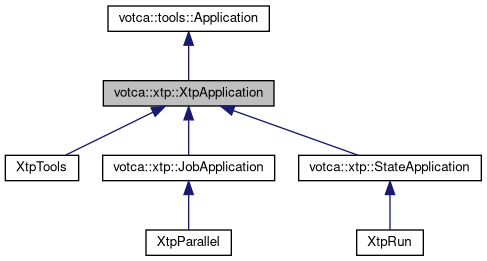 votca::tools::Application
votca::xtp::XtpApplication
XtpTools
votca::xtp::JobApplication
votca::xtp::StateApplication
XtpParallel
XtpRun